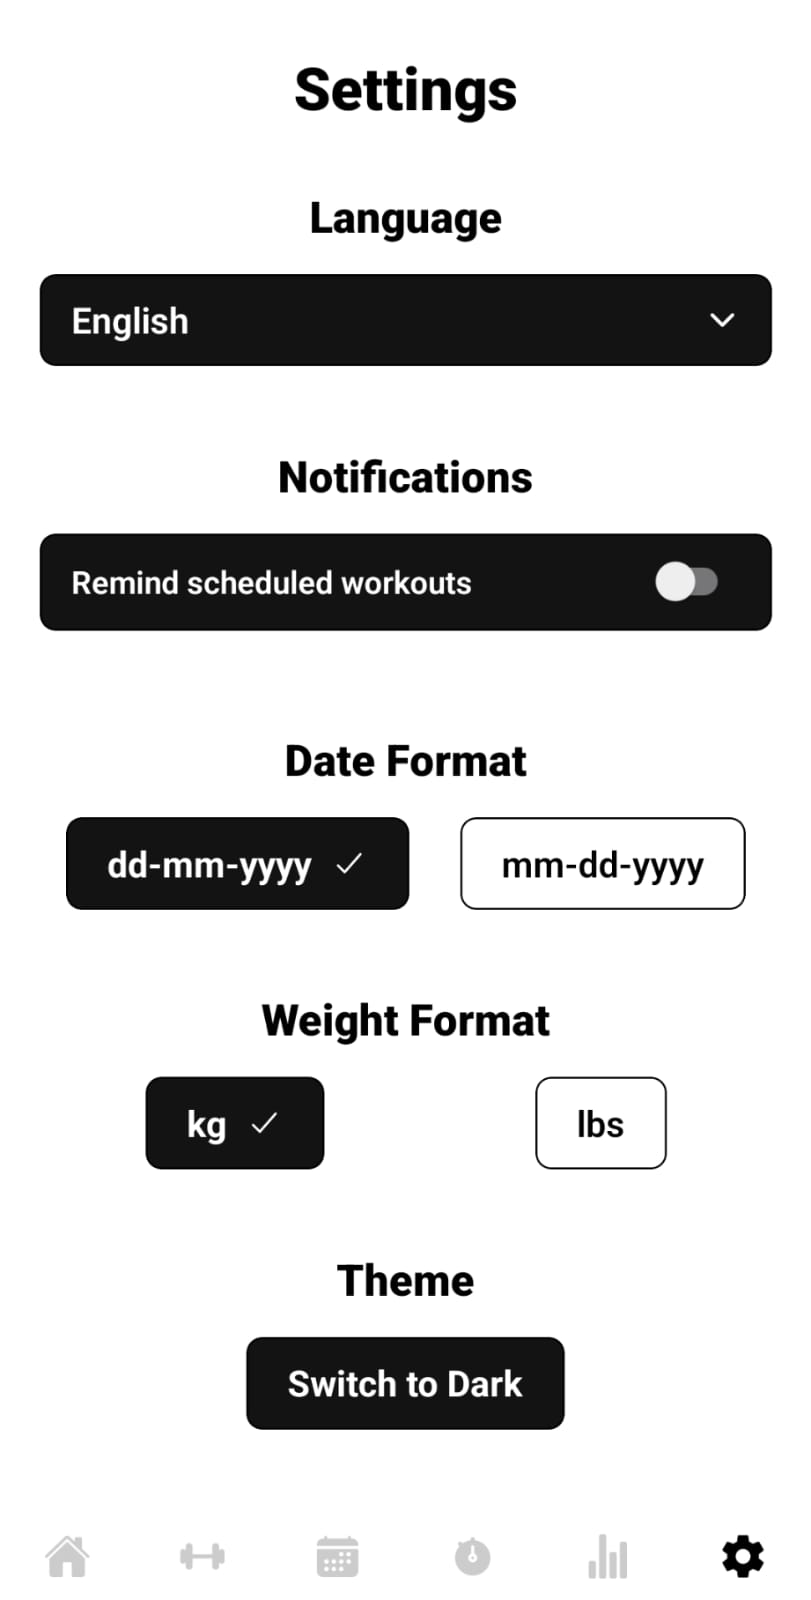 Settings
Language
English
Notifications
Remind scheduled workouts
Date Format
dd-mm-yyyy
mm-dd-yyyy
Weight Format
kg
lbs
Theme
Switch to Dark